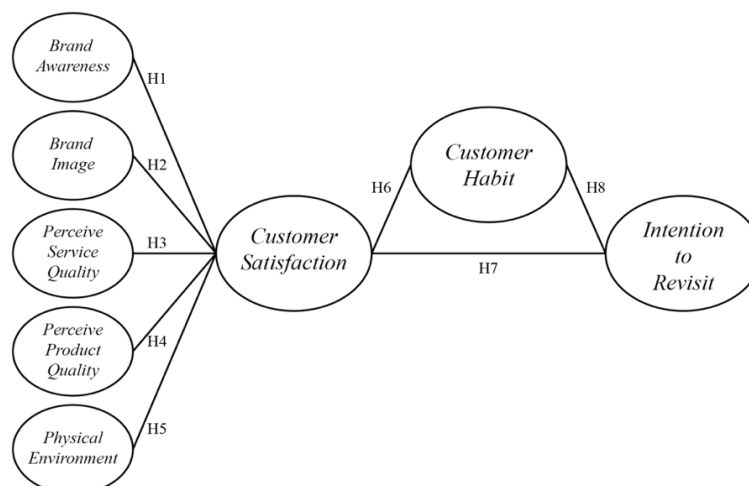 Brand
Awareness
H1
Brand
Image
H2
Perceive
Service
Quality
H3
Perceive
Product
Quality
H4
Physical
Environment
H5
Customer
Satisfaction
H6
Customer
Habit
H8
H7
Intention
to
Revisit